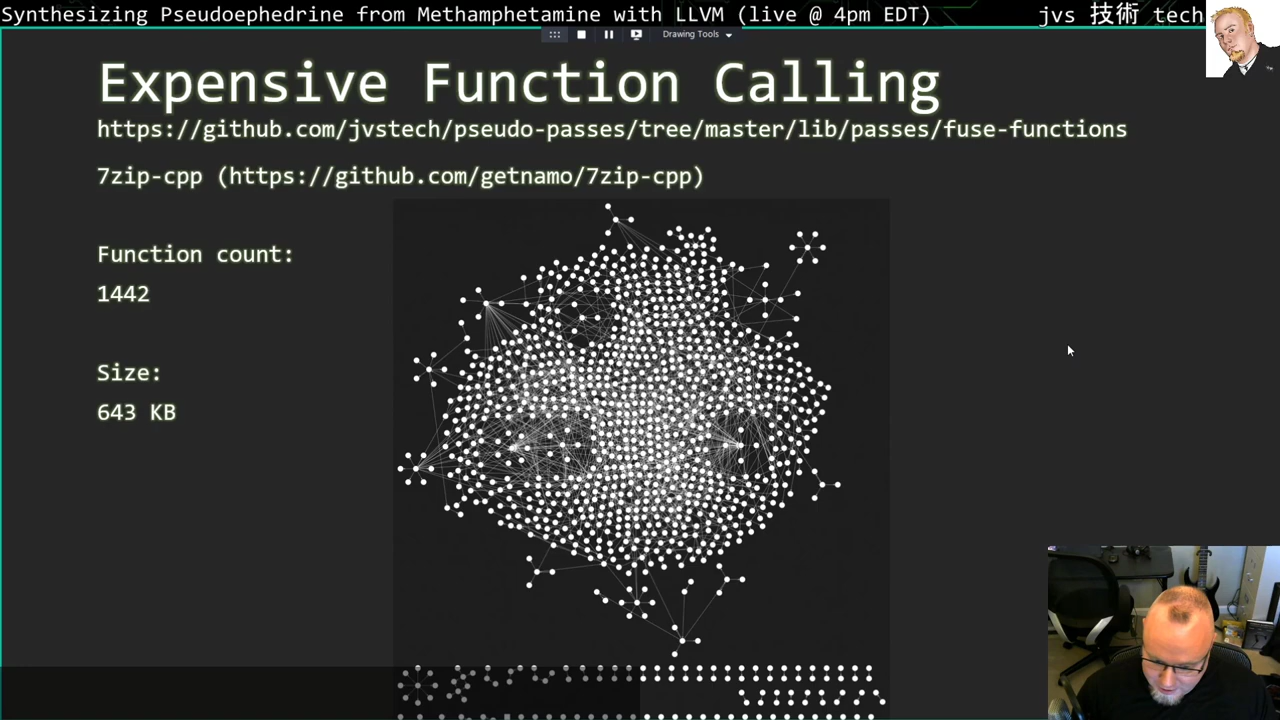 Synthesizing Pseudoephedrine from Methamphetamine with LLVM (live @ 4pm EDT)
jvs 技術 tech
Drawing Tools
Expensive Function Calling
https://github.com/jvstech/pseudo-passes/tree/master/lib/passes/fuse-functions
7zip-cpp (https://github.com/getnamo/7zip-cpp)
Function count:
1442
Size:
643 KB